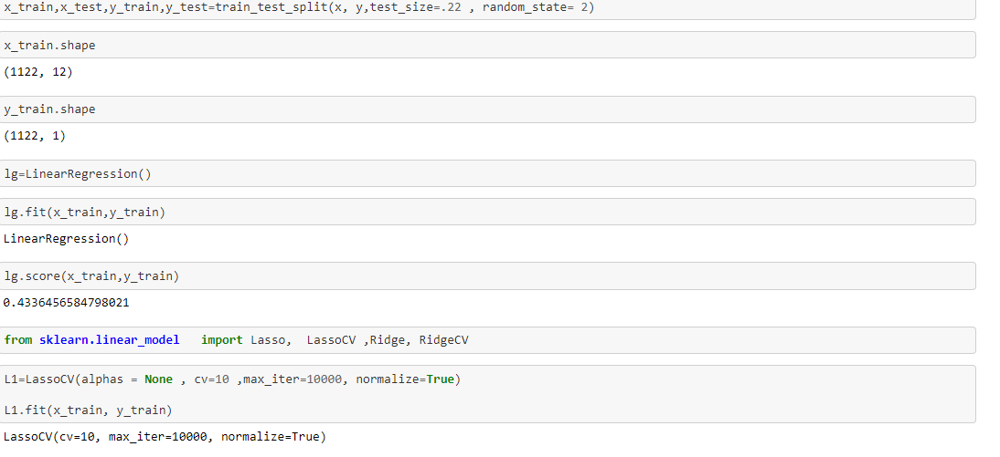 x_train,x_test,y_train,y_test=train_test_split(x, y,test_size=.22 , random_state= 2)
x_train.shape
(1122, 12)
y_train.shape
(1122, 1)
lg=LinearRegression()
lg.fit(x_train,y_train)
LinearRegression()
lg.score(x_train,y_train)
0.4336456584798021
from sklearn.linear_model   import Lasso,  LassoCV ,Ridge, RidgeCV
L1=LassoCV(alphas = None , cv=10 ,max_iter=10000, normalize=True)
L1.fit(x_train, y_train)
LassoCV(cv=10, max_iter=10000, normalize=True)